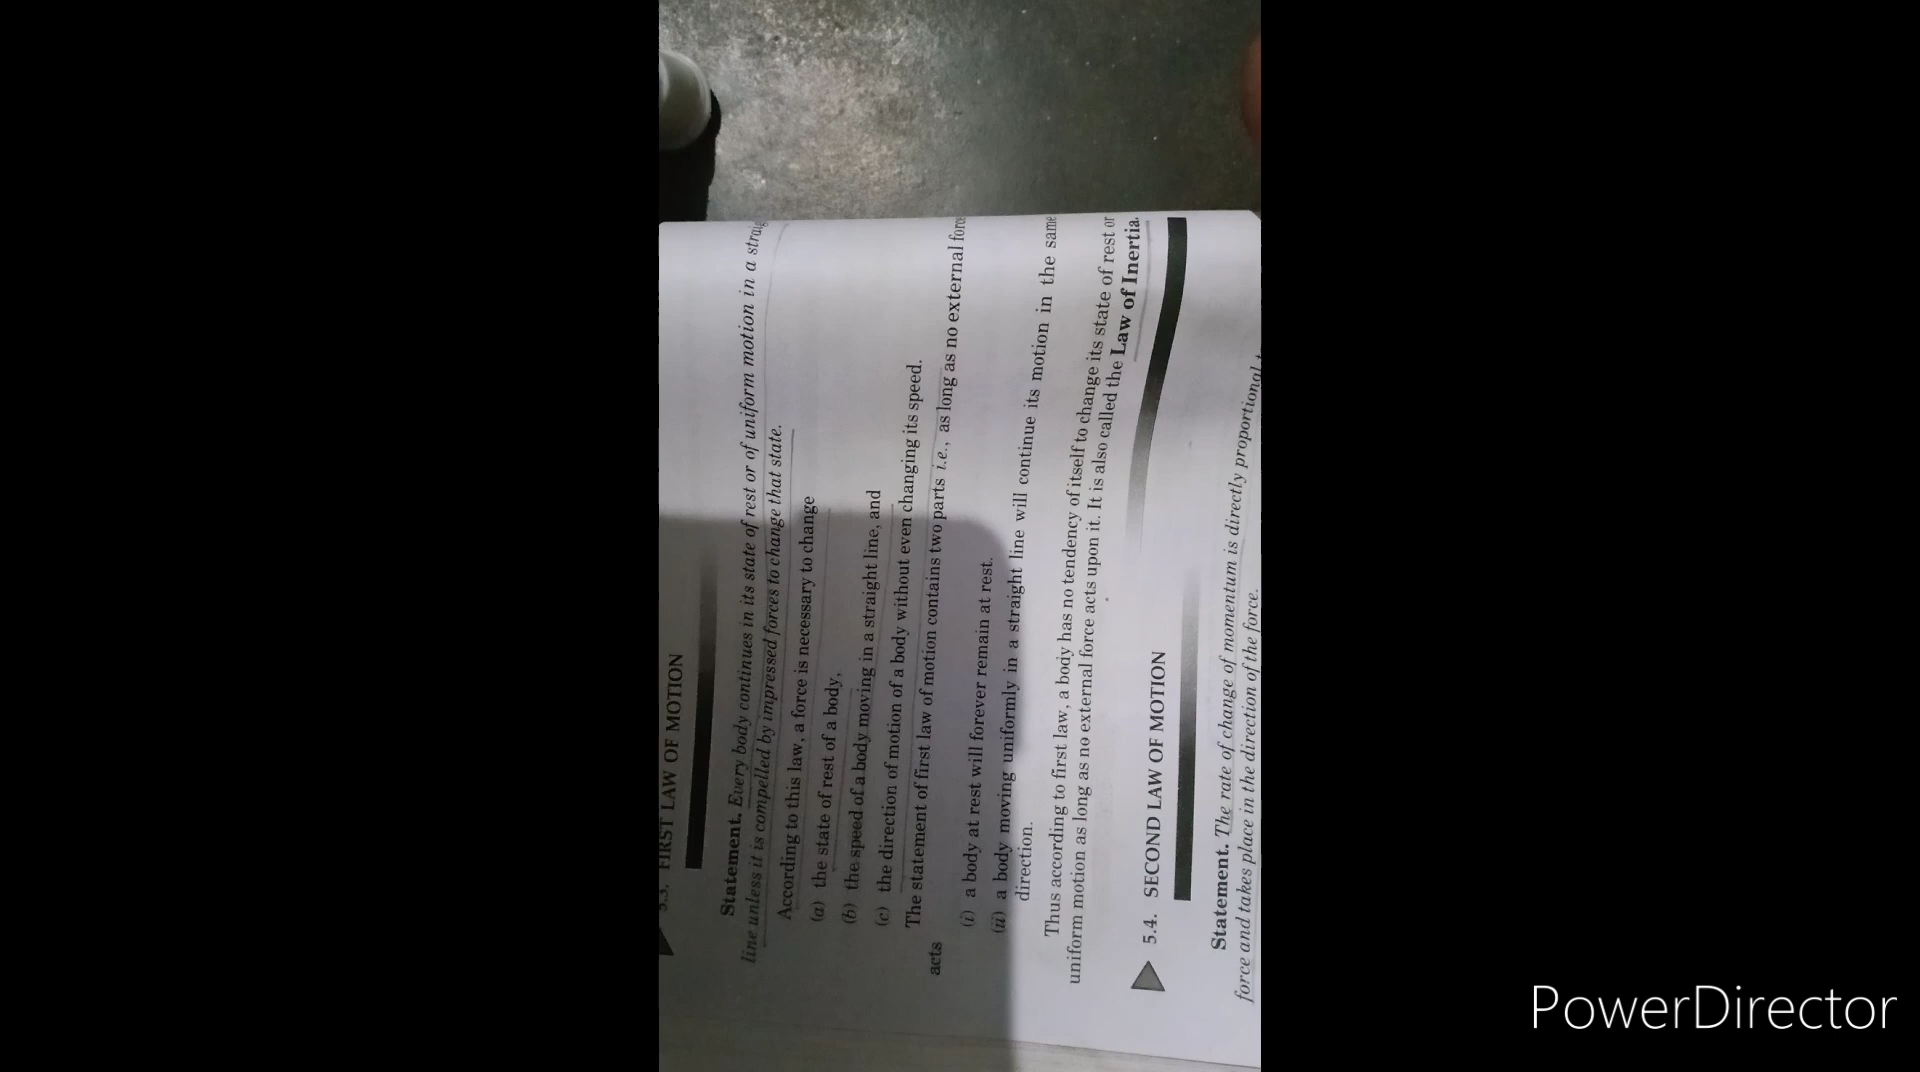 5.3. FIRST LAW OF MOTION
Statement. Every body continues in its state of rest or of uniform motion in a
line unless it is compelled by impressed forces to change that state.
According to this law, a force is necessary to change
(a) the state of rest of a body,
(b) the speed of a body moving in a straight line, and
(c) the direction of motion of a body without even changing its speed.
The statement of first law of motion contains two parts i.e., as long as no external force
acts
(i) a body at rest will forever remain at rest.
(ii) a body moving uniformly in a straight line will continue its motion in the same
direction.
Thus according to first law, a body has no tendency of itself to change its state of rest or
uniform motion as long as no external force acts upon it. It is also called the Law of Inertia.
5.4. SECOND LAW OF MOTION
Statement. The rate of change of momentum is directly proportional
force and takes place in the direction of the force.
PowerDirector